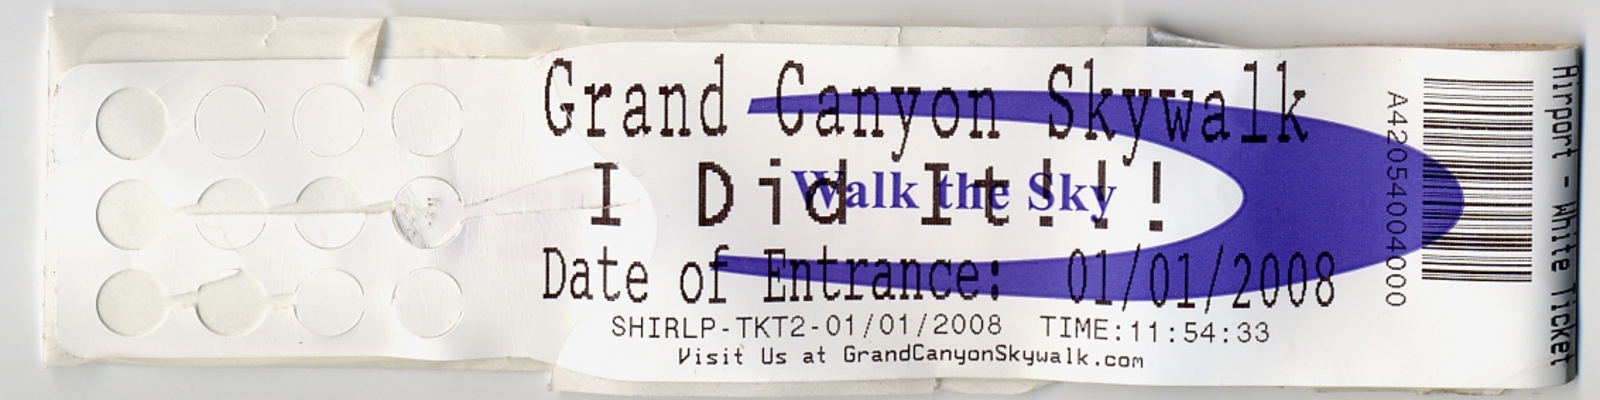 Grand Canyon Skywalk
I Did It!!!
Walk the Sky
Date of Entrance: 01/01/2008
SHIRLP-TKT2-01/01/2008 TIME:11:54:33
Visit Us at GrandCanyonSkywalk.com
A42054004000
Airport - White Ticket